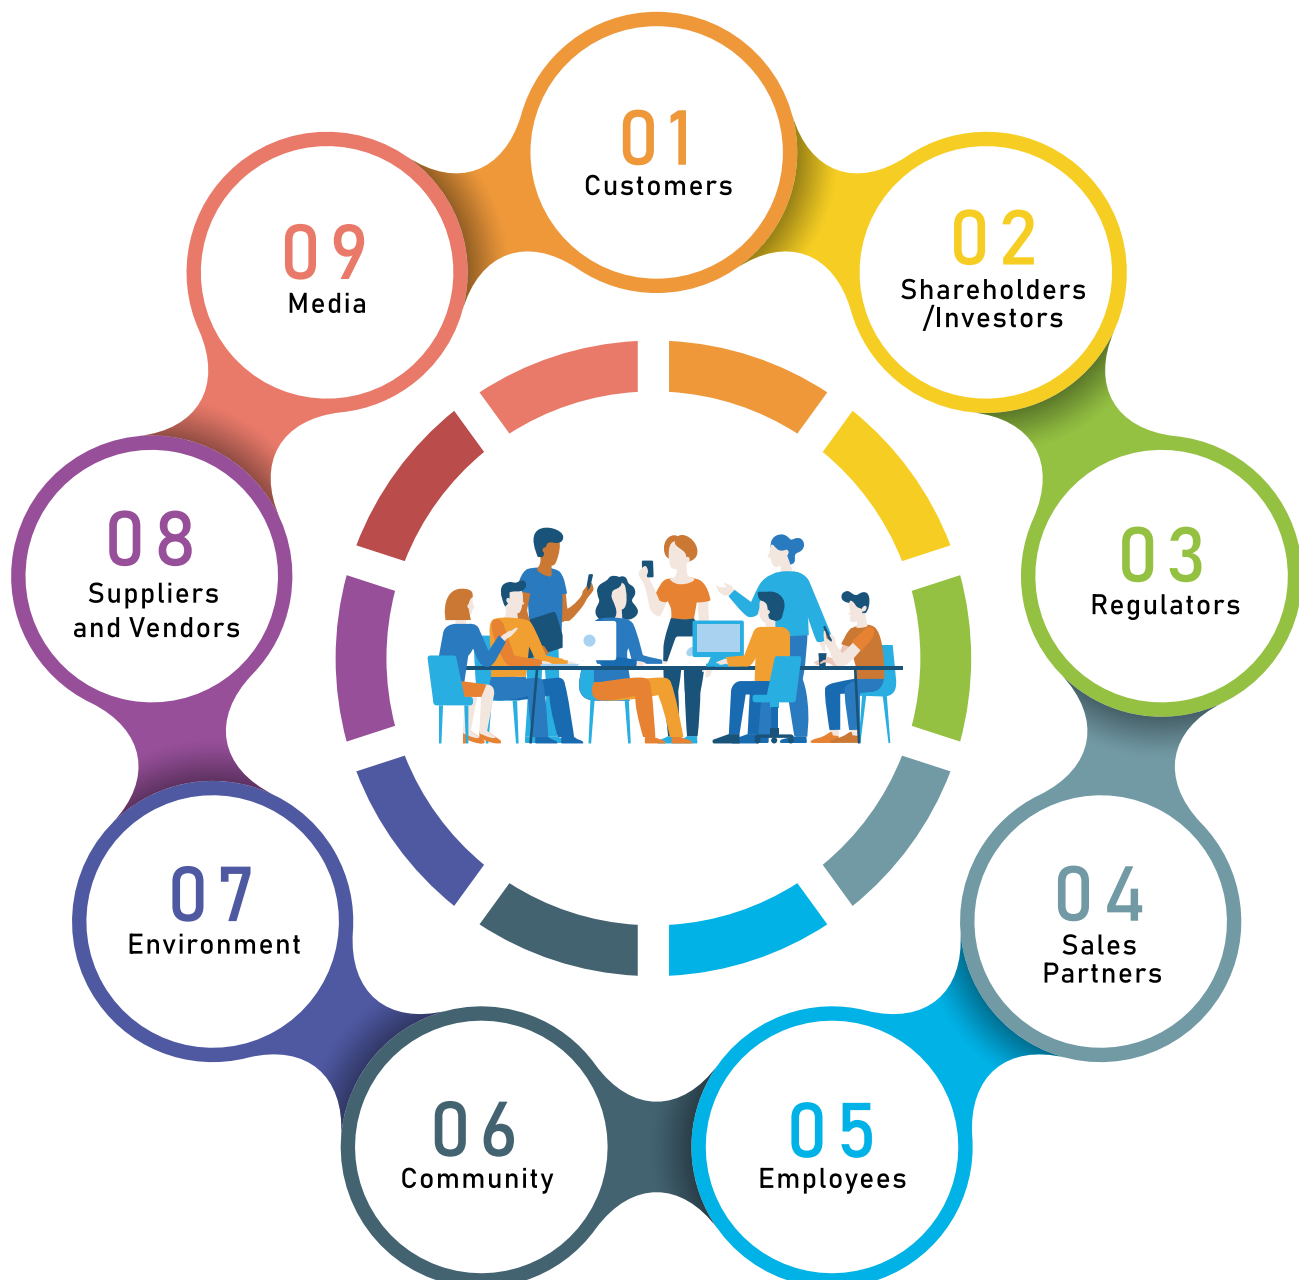 01
Customers
02
Shareholders
/Investors
03
Regulators
04
Sales
Partners
05
Employees
06
Community
07
Environment
08
Suppliers
and Vendors
09
Media